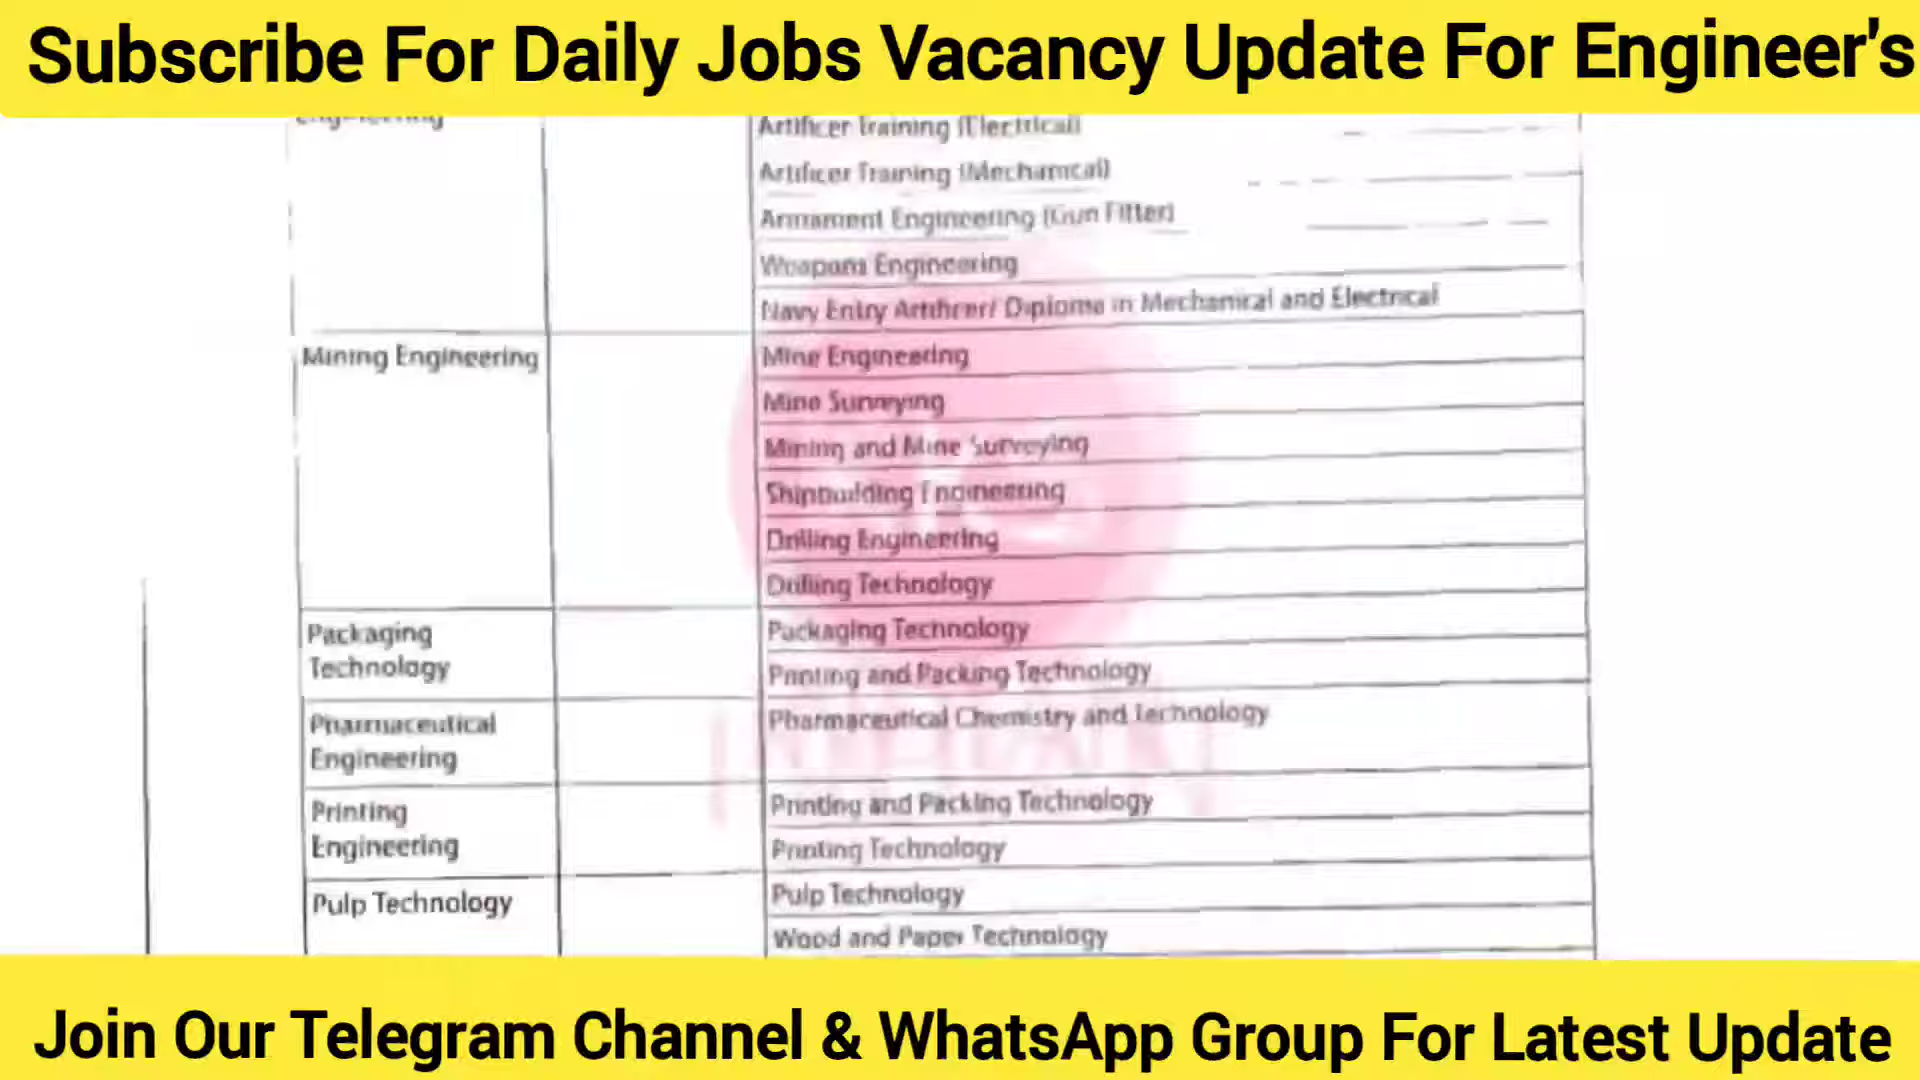 Subscribe For Daily Jobs Vacancy Update For Engineer's
Engineering
Artificer Training (Electrical)
Artificer Training (Mechanical)
Armament Engineering (Gun Fitter)
Weapons Engineering
Navy Entry Artificer/ Diploma in Mechanical and Electrical
Mining Engineering
Mine Engineering
Mine Surveying
Mining and Mine Surveying
Shipbuilding Engineering
Drilling Engineering
Drilling Technology
Packaging
Technology
Packaging Technology
Printing and Packing Technology
Pharmaceutical
Engineering
Pharmaceutical Chemistry and Technology
Printing
Engineering
Printing and Packing Technology
Printing Technology
Pulp Technology
Pulp Technology
Wood and Paper Technology
Join Our Telegram Channel & WhatsApp Group For Latest Update